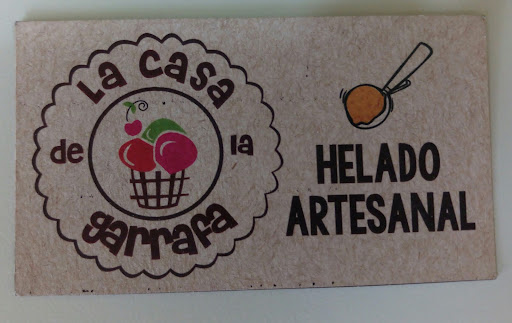 La casa
de la
garrafa
HELADO
ARTESANAL